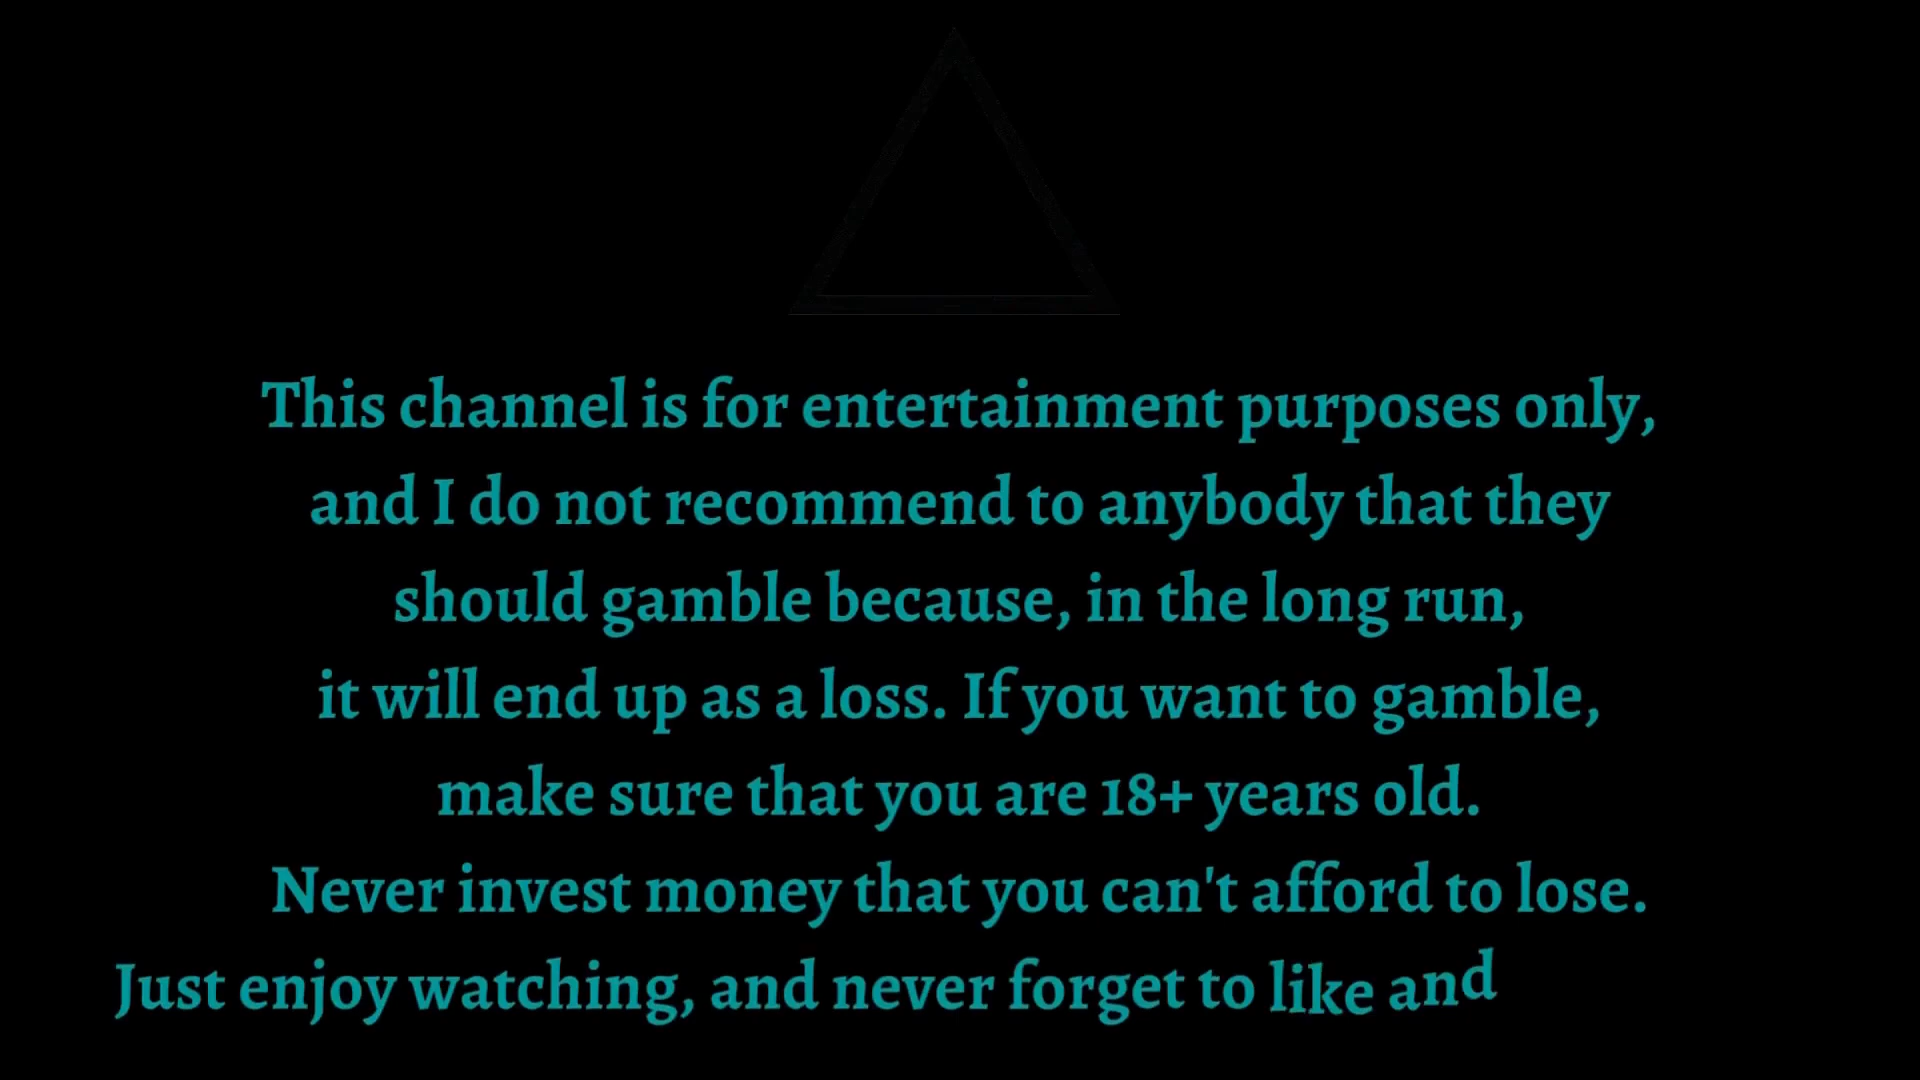 This channel is for entertainment purposes only,
and I do not recommend to anybody that they
should gamble because, in the long run,
it will end up as a loss. If you want to gamble,
make sure that you are 18+ years old.
Never invest money that you can't afford to lose.
Just enjoy watching, and never forget to like and